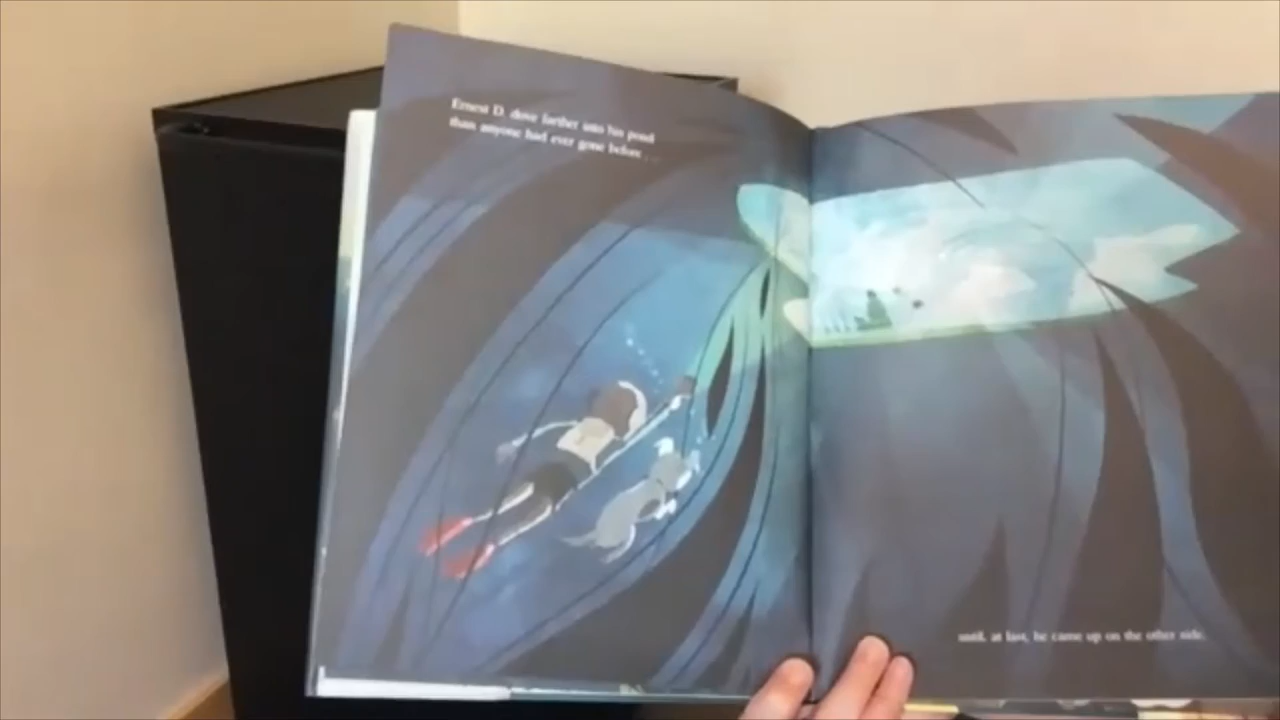 Ernest D. dove farther into his pond
than anyone had ever gone before . . .
until, at last, he came up on the other side.